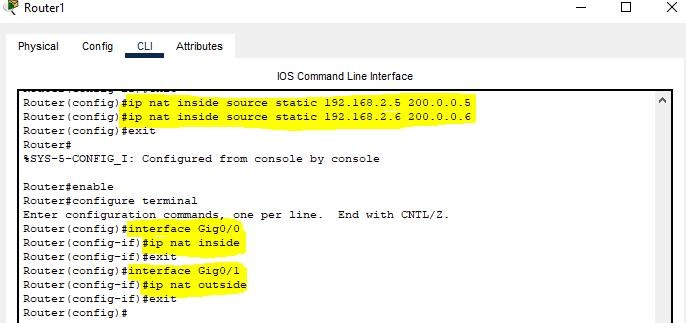 Router1
Physical Config CLI Attributes
IOS Command Line Interface
Router(config-if)#exit
Router(config)#ip nat inside source static 192.168.2.5 200.0.0.5
Router(config)#ip nat inside source static 192.168.2.6 200.0.0.6
Router(config)#exit
Router#
%SYS-5-CONFIG_I: Configured from console by console
Router#enable
Router#configure terminal
Enter configuration commands, one per line. End with CNTL/Z.
Router(config)#interface Gig0/0
Router(config-if)#ip nat inside
Router(config-if)#exit
Router(config)#interface Gig0/1
Router(config-if)#ip nat outside
Router(config-if)#exit
Router(config)#